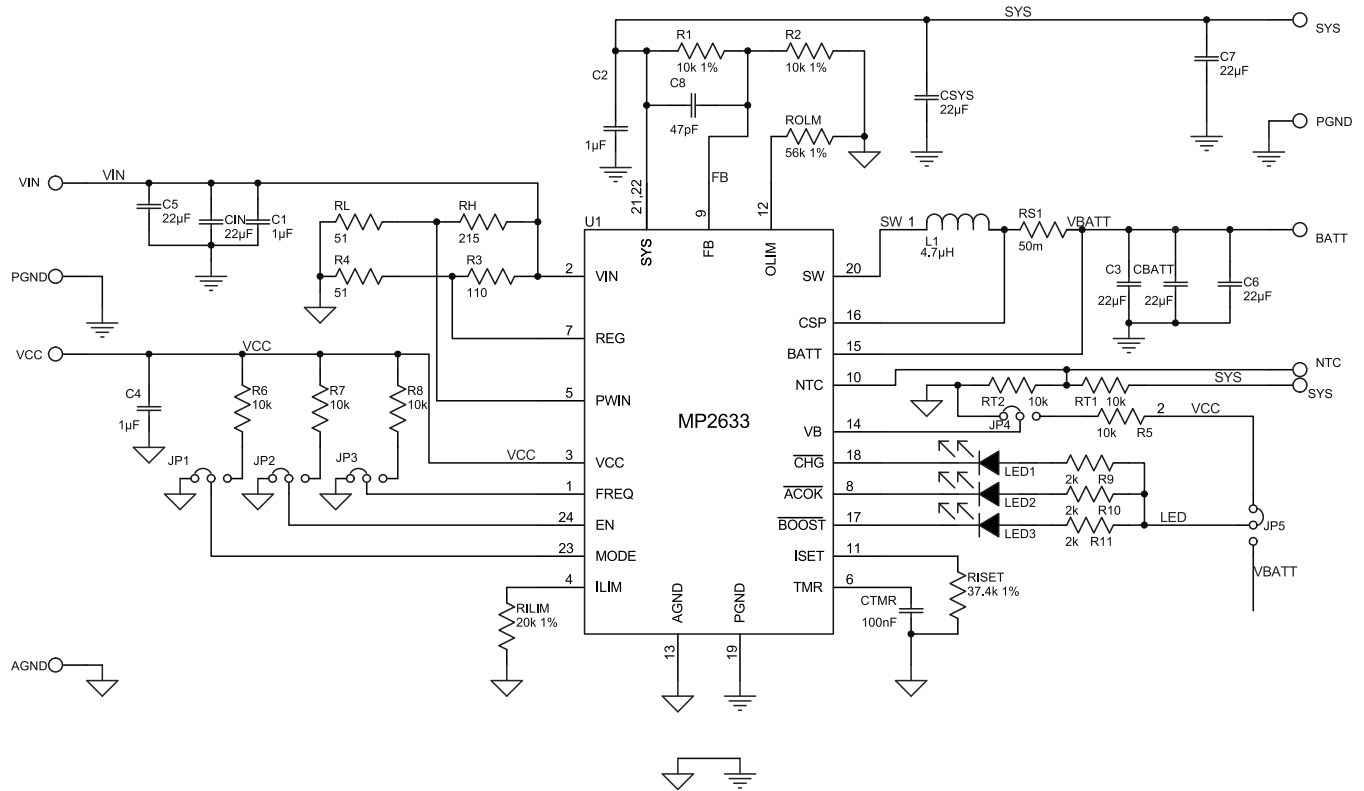 SYS
SYS
R1
10k 1%
R2
10k 1%
C2
1µF
C8
47pF
ROLM
56k 1%
CSYS
22µF
C7
22µF
PGND
VIN
VIN
C5
22µF
CIN
22µF
C1
1µF
RL
51
RH
215
R4
51
R3
110
21,22
9
FB
12
U1
SYS
FB
OLIM
SW 1
L1
4.7µH
RS1
50m
VBATT
BATT
C3
22µF
CBATT
22µF
C6
22µF
PGND
2
VIN
SW
20
7
REG
CSP
16
BATT
15
VCC
VCC
C4
1µF
R6
10k
R7
10k
R8
10k
5
PWIN
NTC
10
NTC
SYS
SYS
RT2
10k
RT1
10k
MP2633
VB
14
JP4
10k
R5
2
VCC
JP1
JP2
JP3
VCC
3
VCC
CHG
18
LED1
2k
R9
1
FREQ
ACOK
8
LED2
2k
R10
24
EN
BOOST
17
LED3
2k
R11
LED
JP5
VBATT
23
MODE
ISET
11
4
ILIM
TMR
6
RILIM
20k 1%
CTMR
100nF
RISET
37.4k 1%
AGND
PGND
13
19
AGND